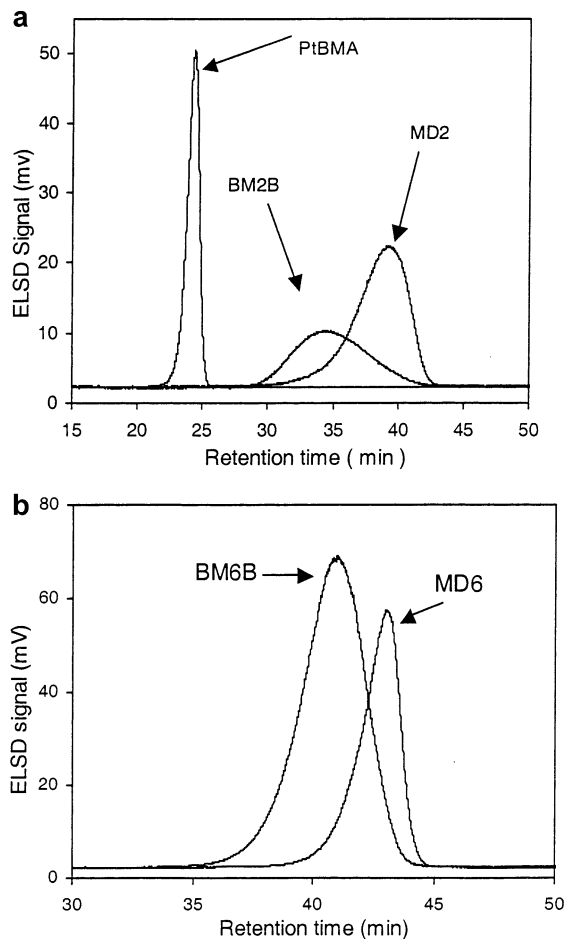 a
50
40
30
20
10
0
ELSD Signal (mv)
PtBMA
BM2B
MD2
15 20 25 30 35 40 45 50
Retention time ( min )
b
80
60
40
20
0
ELSD signal (mV)
BM6B
MD6
30 35 40 45 50
Retention time (min)